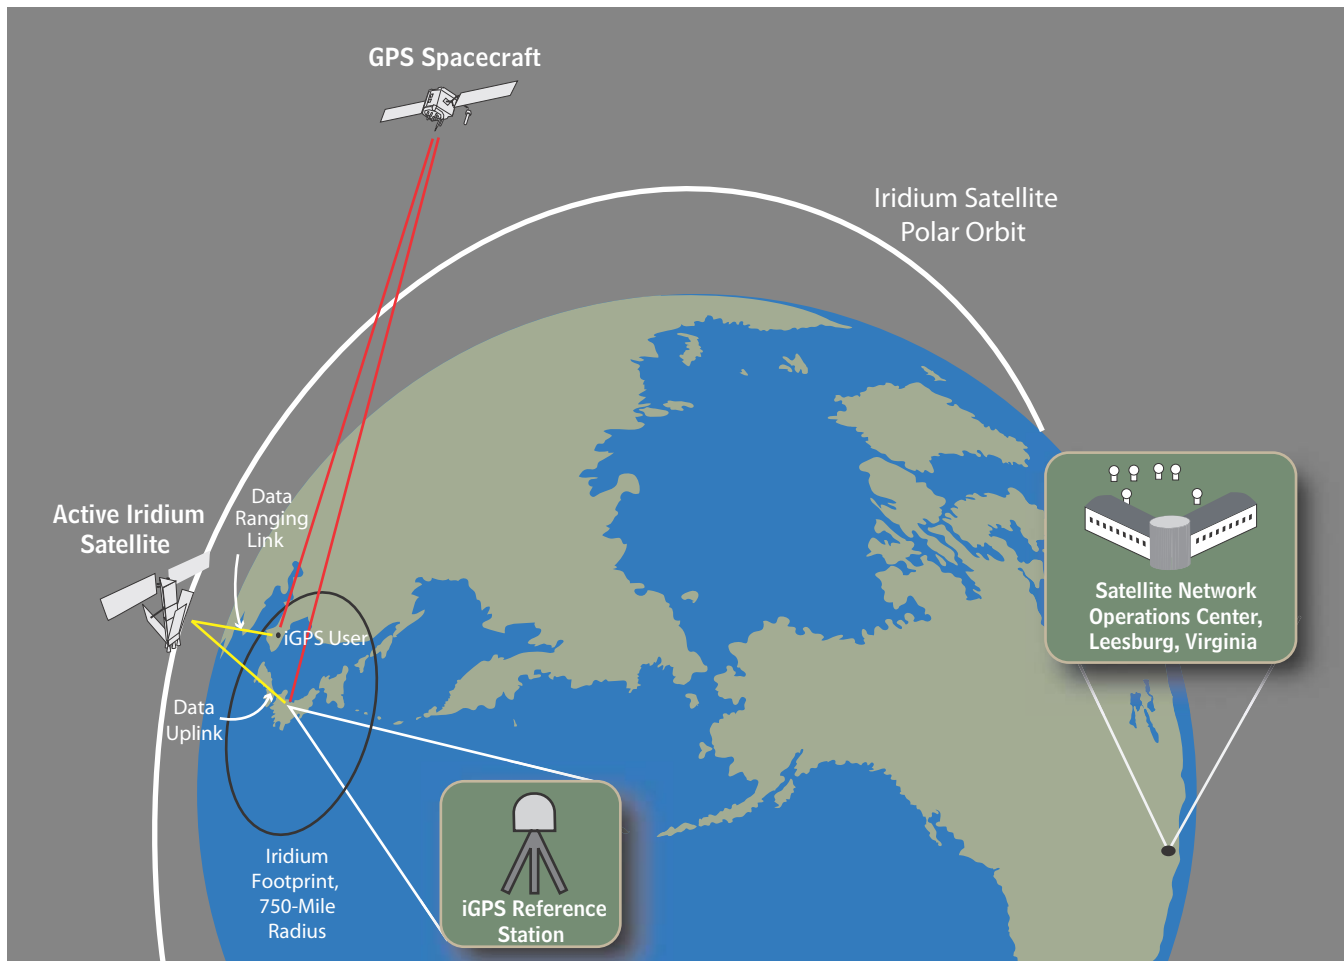 GPS Spacecraft
Iridium Satellite
Polar Orbit
Active Iridium
Satellite
Data
Ranging
Link
iGPS User
Data
Uplink
Satellite Network
Operations Center,
Leesburg, Virginia
Iridium
Footprint,
750-Mile
Radius
iGPS Reference
Station